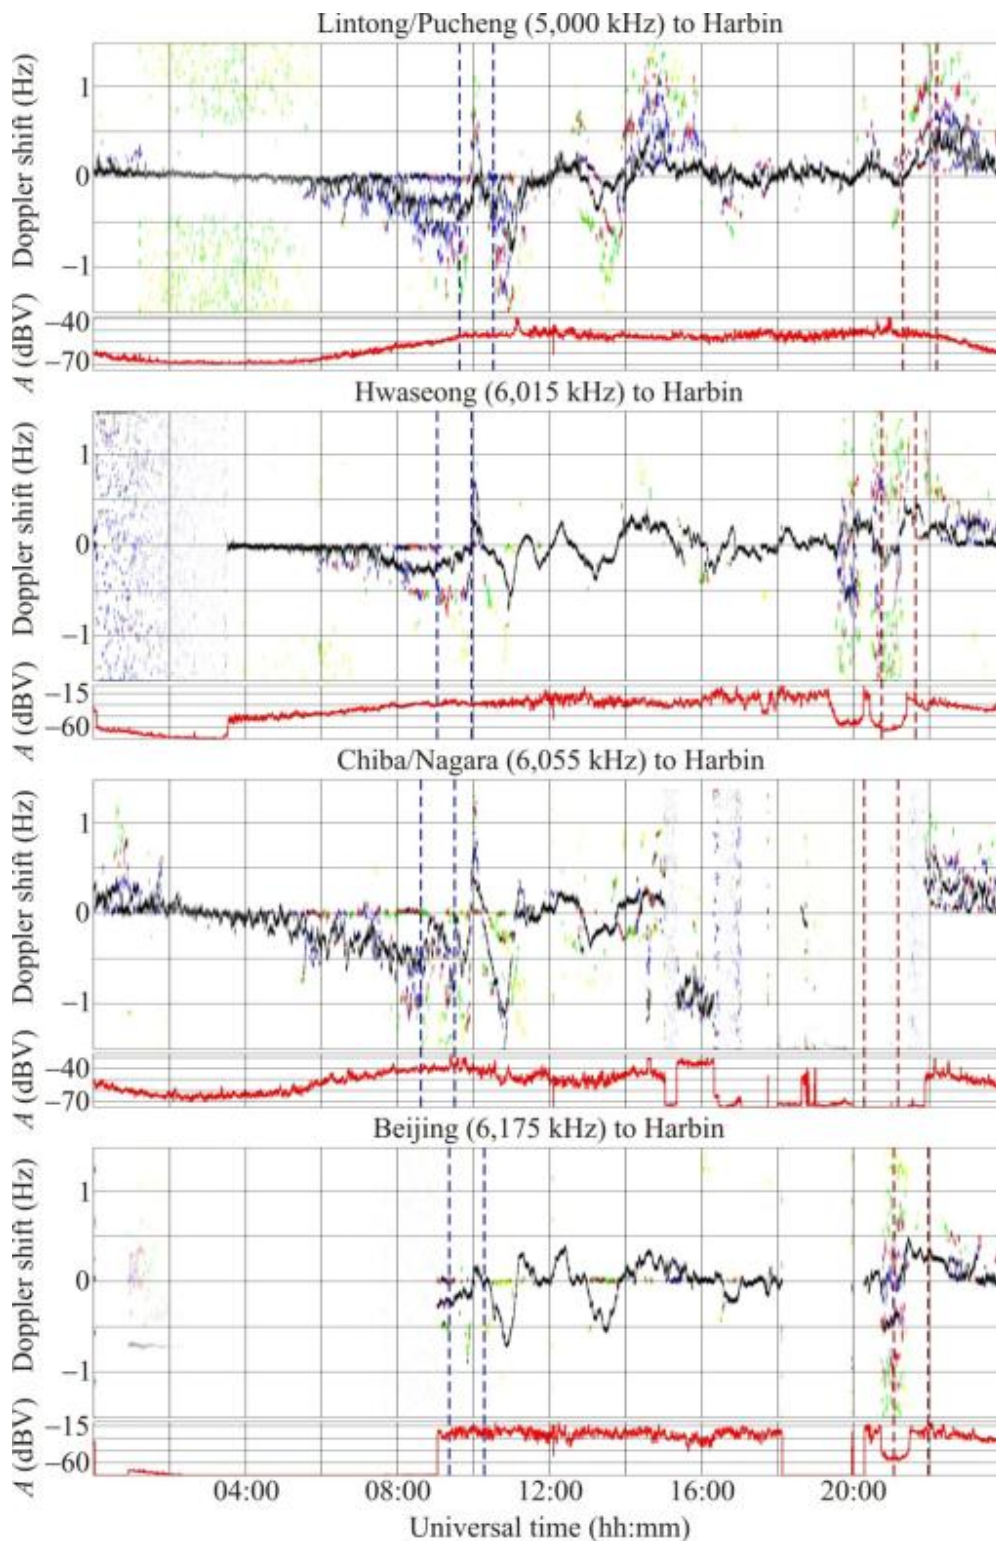 Lintong/Pucheng (5,000 kHz) to Harbin
Doppler shift (Hz)
1
0
−1
A (dBV)
−40
−70
Hwaseong (6,015 kHz) to Harbin
Doppler shift (Hz)
1
0
−1
A (dBV)
−15
−60
Chiba/Nagara (6,055 kHz) to Harbin
Doppler shift (Hz)
1
0
−1
A (dBV)
−40
−70
Beijing (6,175 kHz) to Harbin
Doppler shift (Hz)
1
0
−1
A (dBV)
−15
−60
04:00 08:00 12:00 16:00 20:00
Universal time (hh:mm)